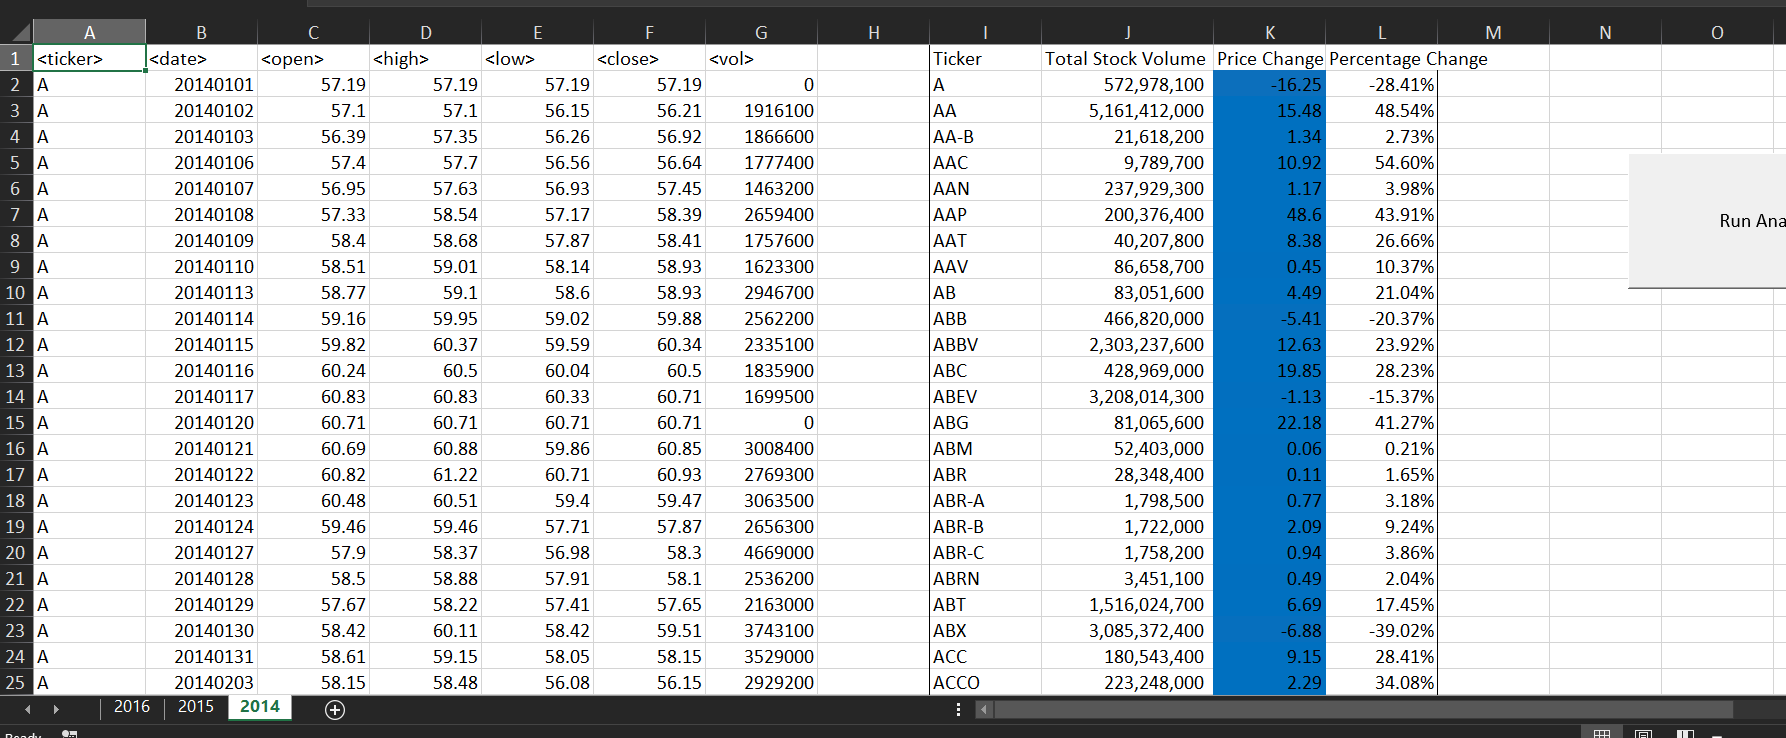 A B C D E F G H I J K L M N O
1 <ticker> <date> <open> <high> <low> <close> <vol> Ticker Total Stock Volume Price Change Percentage Change
2 A 20140101 57.19 57.19 57.19 57.19 0 A 572,978,100 -16.25 -28.41%
3 A 20140102 57.1 57.1 56.15 56.21 1916100 AA 5,161,412,000 15.48 48.54%
4 A 20140103 56.39 57.35 56.26 56.92 1866600 AA-B 21,618,200 1.34 2.73%
5 A 20140106 57.4 57.7 56.56 56.64 1777400 AAC 9,789,700 10.92 54.60%
6 A 20140107 56.95 57.63 56.93 57.45 1463200 AAN 237,929,300 1.17 3.98%
7 A 20140108 57.33 58.54 57.17 58.39 2659400 AAP 200,376,400 48.6 43.91%
Run Ana
8 A 20140109 58.4 58.68 57.87 58.41 1757600 AAT 40,207,800 8.38 26.66%
9 A 20140110 58.51 59.01 58.14 58.93 1623300 AAV 86,658,700 0.45 10.37%
10 A 20140113 58.77 59.1 58.6 58.93 2946700 AB 83,051,600 4.49 21.04%
11 A 20140114 59.16 59.95 59.02 59.88 2562200 ABB 466,820,000 -5.41 -20.37%
12 A 20140115 59.82 60.37 59.59 60.34 2335100 ABBV 2,303,237,600 12.63 23.92%
13 A 20140116 60.24 60.5 60.04 60.5 1835900 ABC 428,969,000 19.85 28.23%
14 A 20140117 60.83 60.83 60.33 60.71 1699500 ABEV 3,208,014,300 -1.13 -15.37%
15 A 20140120 60.71 60.71 60.71 60.71 0 ABG 81,065,600 22.18 41.27%
16 A 20140121 60.69 60.88 59.86 60.85 3008400 ABM 52,403,000 0.06 0.21%
17 A 20140122 60.82 61.22 60.71 60.93 2769300 ABR 28,348,400 0.11 1.65%
18 A 20140123 60.48 60.51 59.4 59.47 3063500 ABR-A 1,798,500 0.77 3.18%
19 A 20140124 59.46 59.46 57.71 57.87 2656300 ABR-B 1,722,000 2.09 9.24%
20 A 20140127 57.9 58.37 56.98 58.3 4669000 ABR-C 1,758,200 0.94 3.86%
21 A 20140128 58.5 58.88 57.91 58.1 2536200 ABRN 3,451,100 0.49 2.04%
22 A 20140129 57.67 58.22 57.41 57.65 2163000 ABT 1,516,024,700 6.69 17.45%
23 A 20140130 58.42 60.11 58.42 59.51 3743100 ABX 3,085,372,400 -6.88 -39.02%
24 A 20140131 58.61 59.15 58.05 58.15 3529000 ACC 180,543,400 9.15 28.41%
25 A 20140203 58.15 58.48 56.08 56.15 2929200 ACCO 223,248,000 2.29 34.08%
2016 2015 2014
Ready